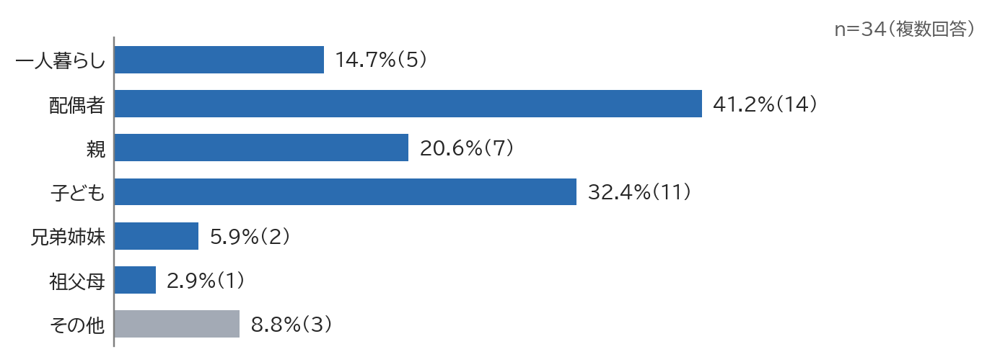 n=34(複数回答)
一人暮らし 14.7%(5)
配偶者 41.2%(14)
親 20.6%(7)
子ども 32.4%(11)
兄弟姉妹 5.9%(2)
祖父母 2.9%(1)
その他 8.8%(3)